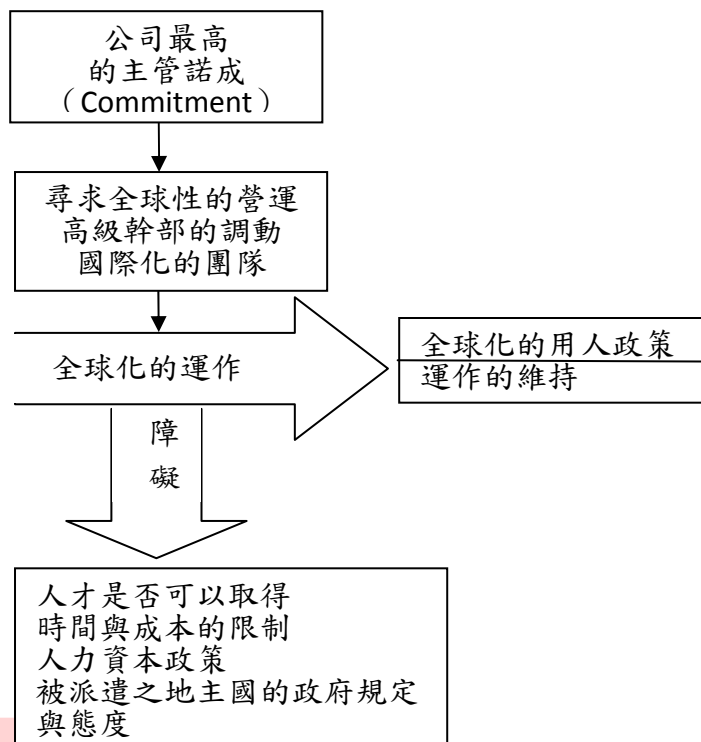 公司最高
的主管諾成
（Commitment）
尋求全球性的營運
高級幹部的調動
國際化的團隊
全球化的運作
全球化的用人政策
運作的維持
障
礙
人才是否可以取得
時間與成本的限制
人力資本政策
被派遣之地主國的政府規定
與態度